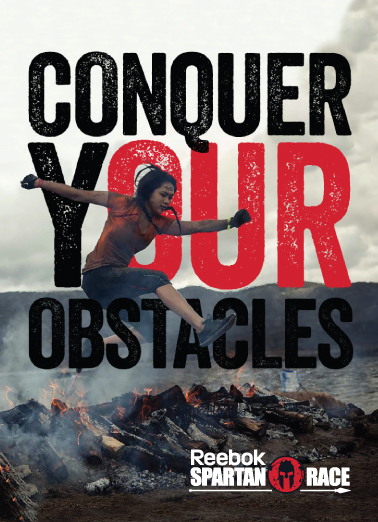 CONQUER
YOUR
OBSTACLES
Reebok
SPARTAN RACE